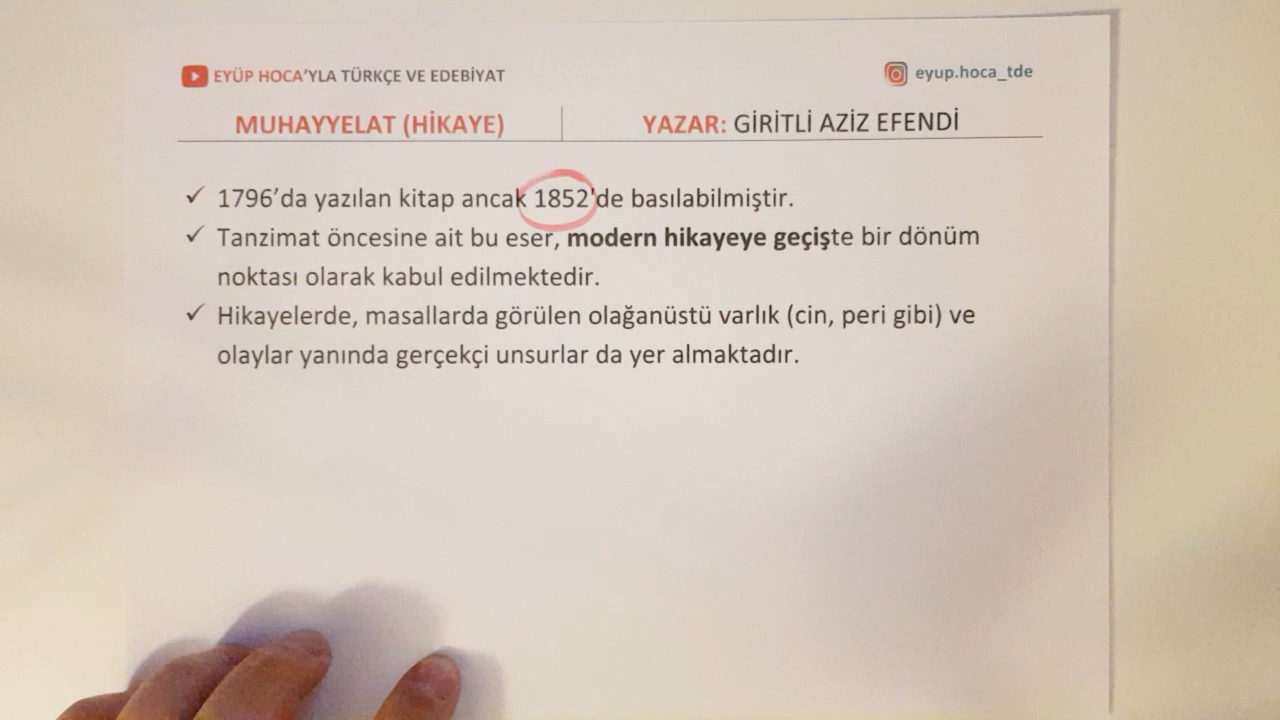 EYÜP HOCA'YLA TÜRKÇE VE EDEBİYAT
eyup.hoca_tde
MUHAYYELAT (HİKAYE)
YAZAR: GİRİTLİ AZİZ EFENDİ
✓ 1796'da yazılan kitap ancak 1852'de basılabilmiştir.
✓ Tanzimat öncesine ait bu eser, modern hikayeye geçişte bir dönüm
noktası olarak kabul edilmektedir.
✓ Hikayelerde, masallarda görülen olağanüstü varlık (cin, peri gibi) ve
olaylar yanında gerçekçi unsurlar da yer almaktadır.